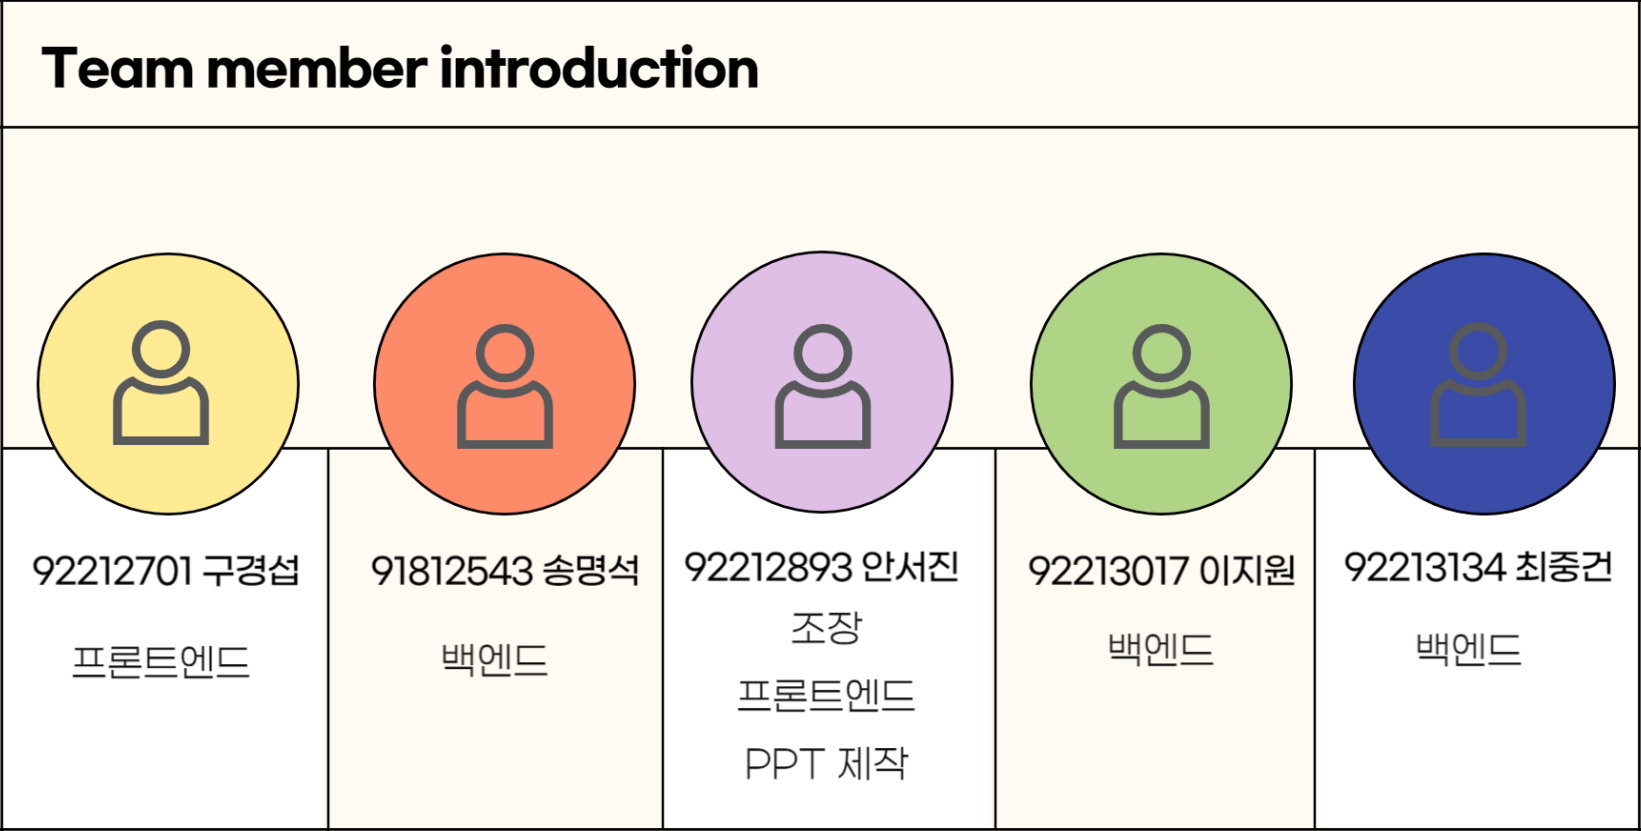 Team member introduction
92212701 구경섭
프론트엔드
91812543 송명석
백엔드
92212893 안서진
조장
프론트엔드
PPT 제작
92213017 이지원
백엔드
92213134 최중건
백엔드